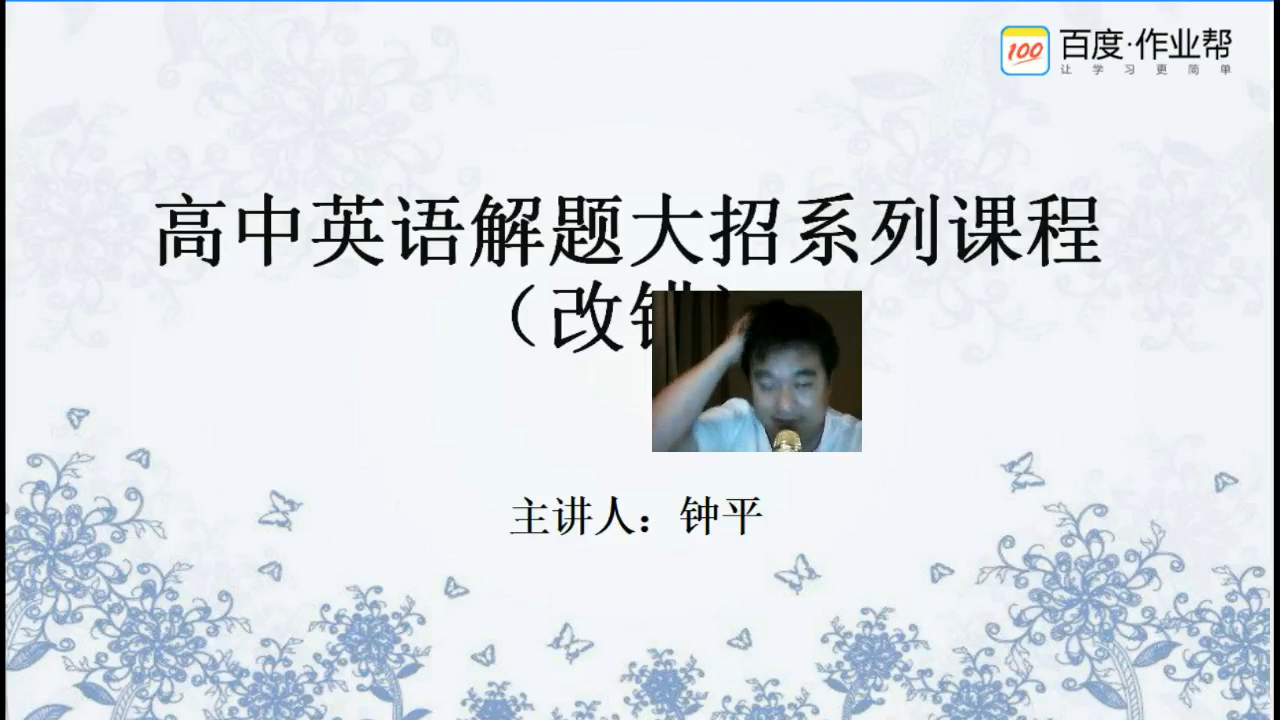 100 百度·作业帮
让学习更简单
高中英语解题大招系列课程
（改
主讲人：钟平